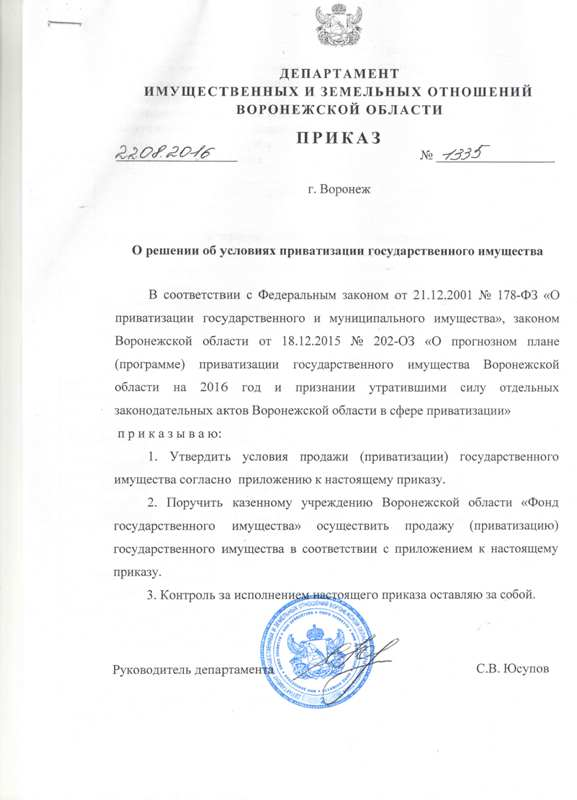 ДЕПАРТАМЕНТ
ИМУЩЕСТВЕННЫХ И ЗЕМЕЛЬНЫХ ОТНОШЕНИЙ
ВОРОНЕЖСКОЙ ОБЛАСТИ
ПРИКАЗ
22.08.2016 № 1335
г. Воронеж
О решении об условиях приватизации государственного имущества
В соответствии с Федеральным законом от 21.12.2001 № 178-ФЗ «О
приватизации государственного и муниципального имущества», законом
Воронежской области от 18.12.2015 № 202-ОЗ «О прогнозном плане
(программе) приватизации государственного имущества Воронежской
области на 2016 год и признании утратившими силу отдельных
законодательных актов Воронежской области в сфере приватизации»
п р и к а з ы в а ю:
1. Утвердить условия продажи (приватизации) государственного
имущества согласно приложению к настоящему приказу.
2. Поручить казенному учреждению Воронежской области «Фонд
государственного имущества» осуществить продажу (приватизацию)
государственного имущества в соответствии с приложением к настоящему
приказу.
3. Контроль за исполнением настоящего приказа оставляю за собой.
Руководитель департамента С.В. Юсупов